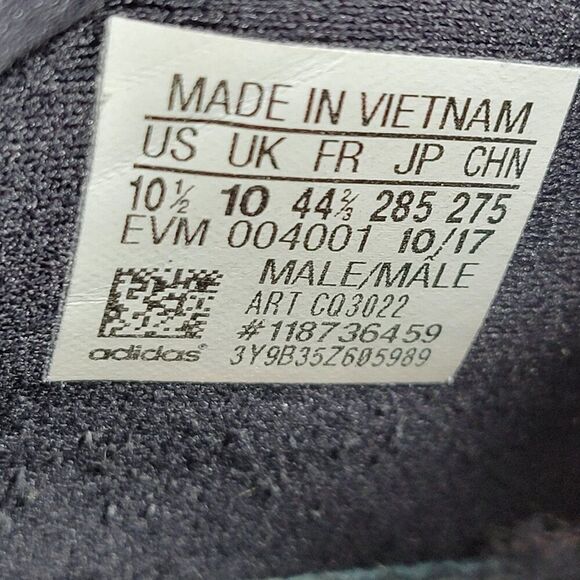 MADE IN VIETNAM
US UK FR JP CHN
10½ 10 44⅔ 285 275
EVM 004001 10/17
MALE/MÂLE
ART CQ3022
#118736459
adidas® 3Y9B35Z605989